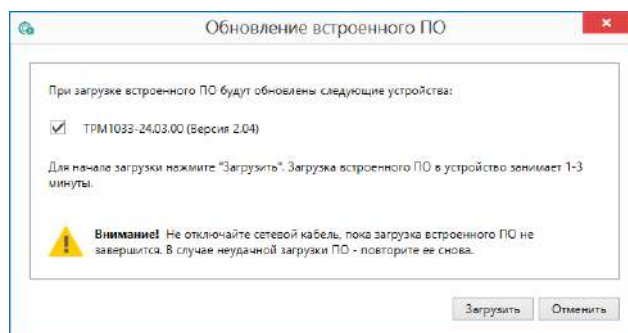 Обновление встроенного ПО
При загрузке встроенного ПО будут обновлены следующие устройства:
ТРМ1033-24.03.00 (Версия 2.04)
Для начала загрузки нажмите "Загрузить". Загрузка встроенного ПО в устройство занимает 1-3
минуты.
Внимание! Не отключайте сетевой кабель, пока загрузка встроенного ПО не
завершится. В случае неудачной загрузки ПО - повторите ее снова.
Загрузить Отменить